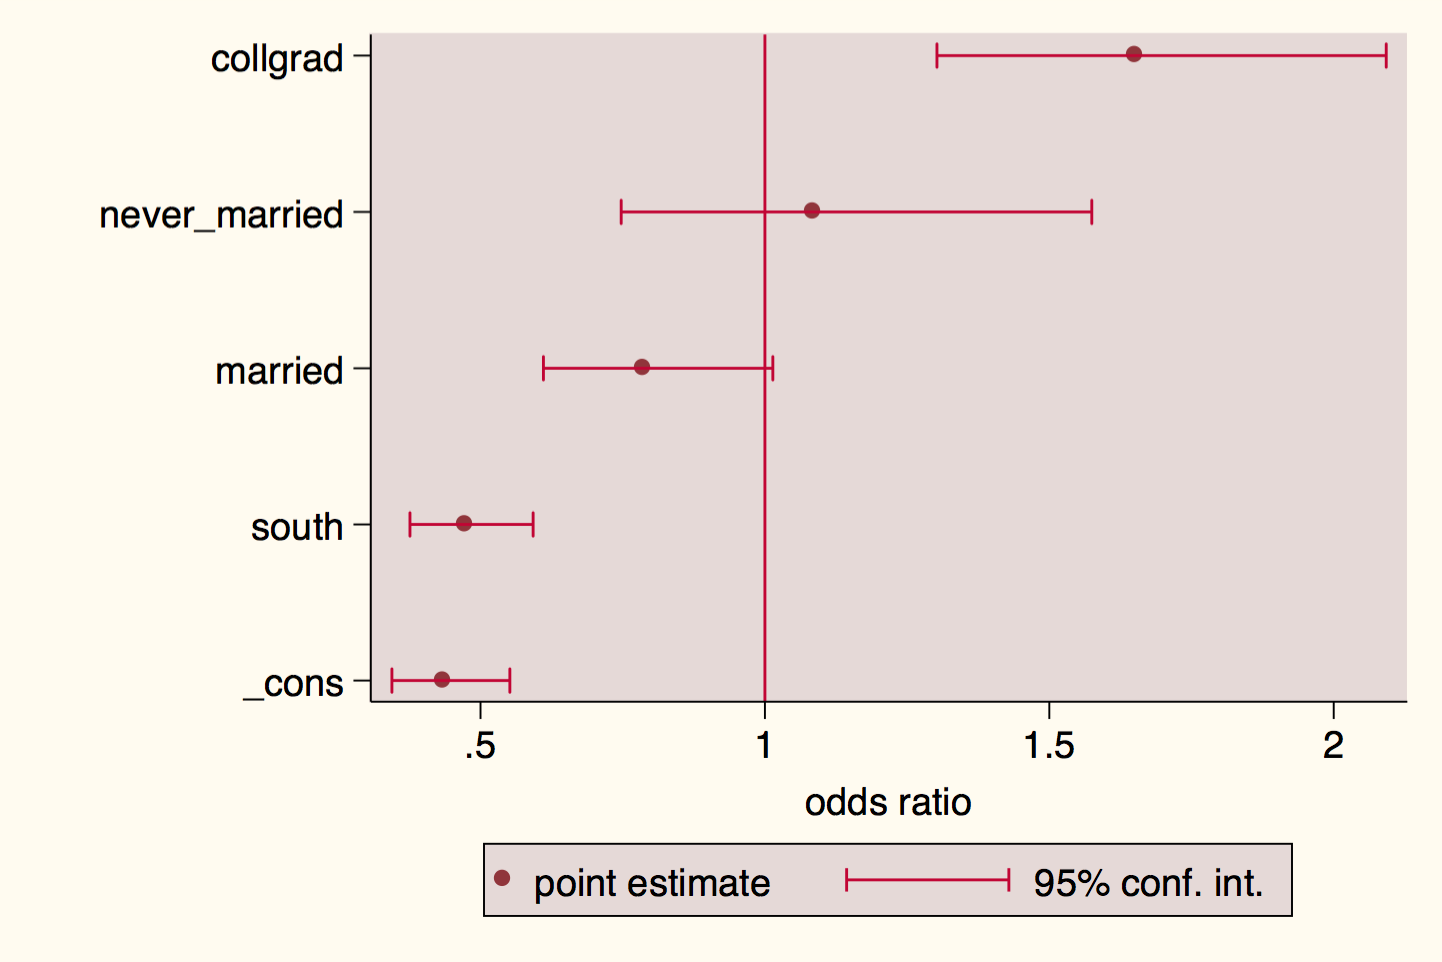 collgrad
never_married
married
south
_cons
.5 1 1.5 2
odds ratio
point estimate 95% conf. int.